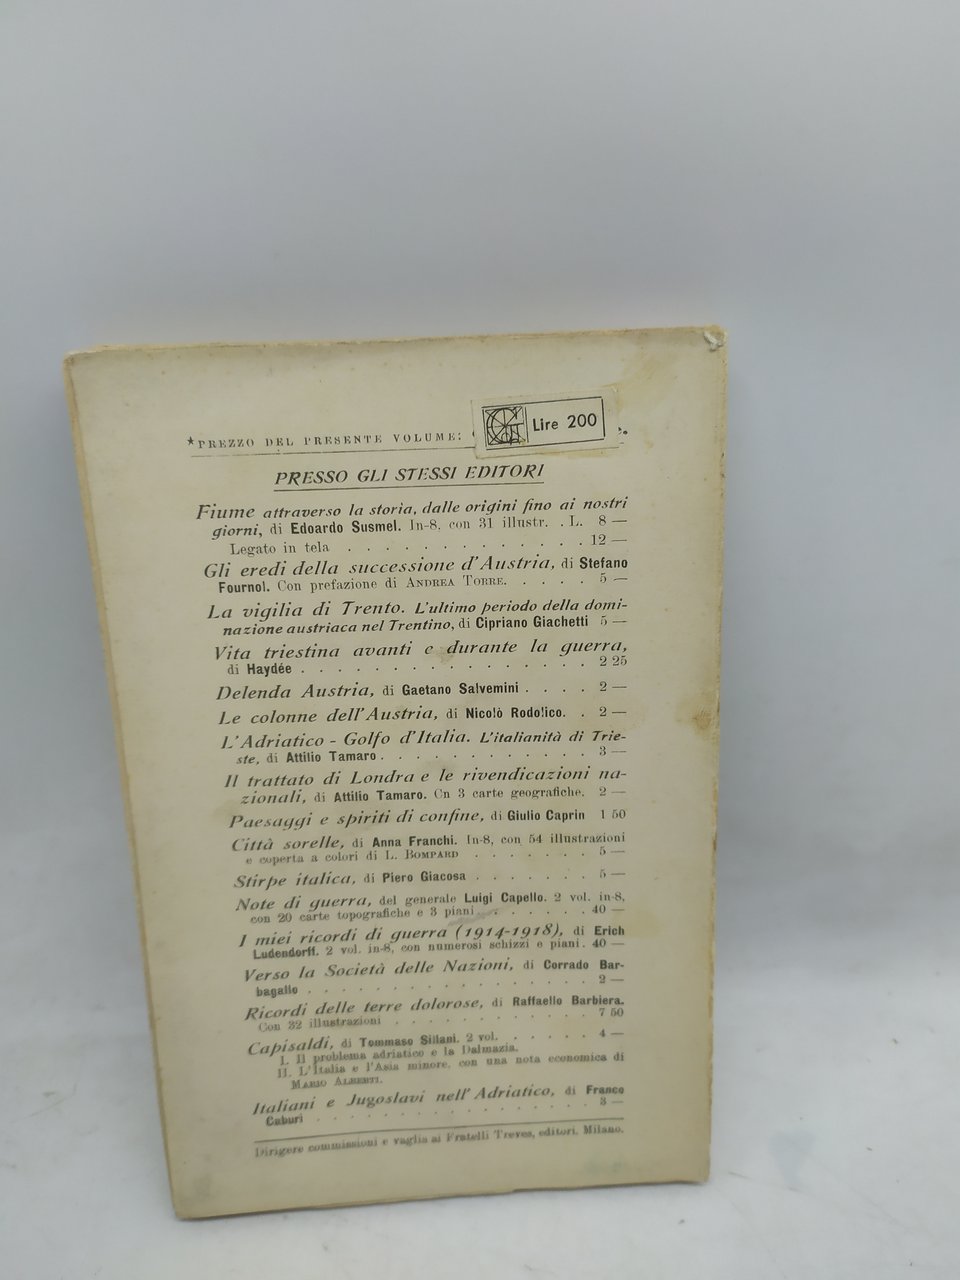 *PREZZO DEL PRESENTE VOLUME:
Lire 200
PRESSO GLI STESSI EDITORI
Fiume attraverso la storia, dalle origini fino ai nostri
giorni, di Edoardo Susmel. In-8, con 31 illustr. . L. 8 —
Legato in tela . . . . . . . . . . . . . 12 —
Gli eredi della successione d'Austria, di Stefano
Fournol. Con prefazione di ANDREA TORRE. . . . . 5 —
La vigilia di Trento. L'ultimo periodo della domi-
nazione austriaca nel Trentino, di Cipriano Giachetti 5 —
Vita triestina avanti e durante la guerra,
di Haydée . . . . . . . . . . . . . . . . 2 25
Delenda Austria, di Gaetano Salvemini . . . . 2 —
Le colonne dell'Austria, di Nicolò Rodolico. . 2 —
L'Adriatico - Golfo d'Italia. L'italianità di Trie-
ste, di Attilio Tamaro . . . . . . . . . . . . 3 —
Il trattato di Londra e le rivendicazioni na-
zionali, di Attilio Tamaro. Cn 3 carte geografiche. 2 —
Paesaggi e spiriti di confine, di Giulio Caprin 1 50
Città sorelle, di Anna Franchi. In-8, con 54 illustrazioni
e coperta a colori di L. BOMPARD . . . . . . . 5 —
Stirpe italica, di Piero Giacosa . . . . . . . 5 —
Note di guerra, del generale Luigi Capello. 2 vol. in-8,
con 20 carte topografiche e 3 piani . . . . . . . 40 —
I miei ricordi di guerra (1914-1918), di Erich
Ludendorff. 2 vol. in-8, con numerosi schizzi e piani. 40 —
Verso la Società delle Nazioni, di Corrado Bar-
bagallo . . . . . . . . . . . . . . . . 2 —
Ricordi delle terre dolorose, di Raffaello Barbiera.
Con 32 illustrazioni . . . . . . . . . . . 7 50
Capisaldi, di Tommaso Sillani. 2 vol. . . . . . . 4 —
I. Il problema adriatico e la Dalmazia.
II. L'Italia e l'Asia minore, con una nota economica di
MARIO ALBERTI.
Italiani e Jugoslavi nell'Adriatico, di Franco
Caburi . . . . . . . . . . . . . . . . 3 —
Dirigere commissioni e vaglia ai Fratelli Treves, editori, Milano.